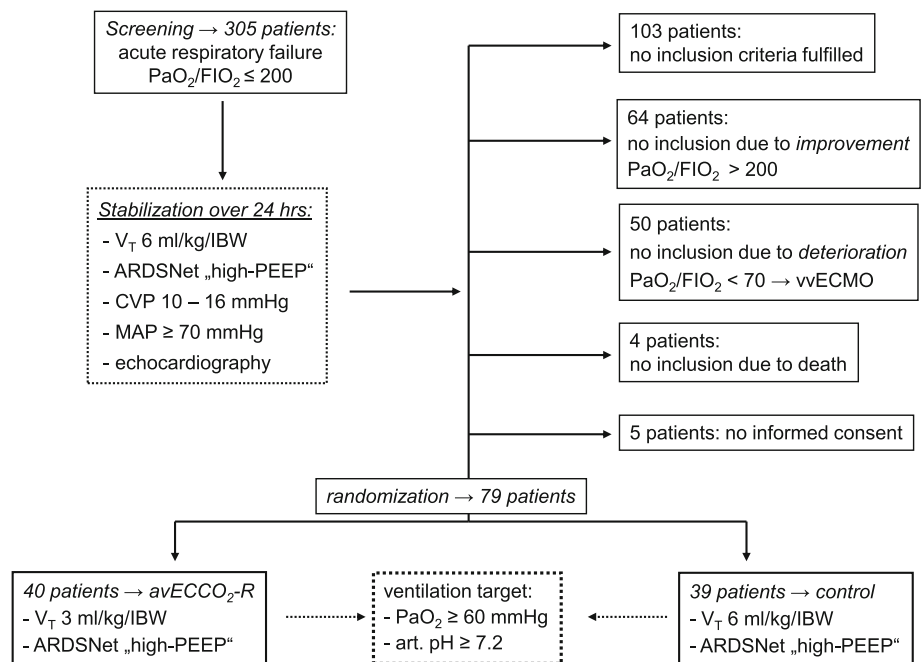 Screening → 305 patients:
acute respiratory failure
PaO₂/FIO₂ ≤ 200
Stabilization over 24 hrs:
- V_T 6 ml/kg/IBW
- ARDSNet „high-PEEP“
- CVP 10 – 16 mmHg
- MAP ≥ 70 mmHg
- echocardiography
103 patients:
no inclusion criteria fulfilled
64 patients:
no inclusion due to improvement
PaO₂/FIO₂ > 200
50 patients:
no inclusion due to deterioration
PaO₂/FIO₂ < 70 → vvECMO
4 patients:
no inclusion due to death
5 patients: no informed consent
randomization → 79 patients
40 patients → avECCO₂-R
- V_T 3 ml/kg/IBW
- ARDSNet „high-PEEP“
ventilation target:
- PaO₂ ≥ 60 mmHg
- art. pH ≥ 7.2
39 patients → control
- V_T 6 ml/kg/IBW
- ARDSNet „high-PEEP“